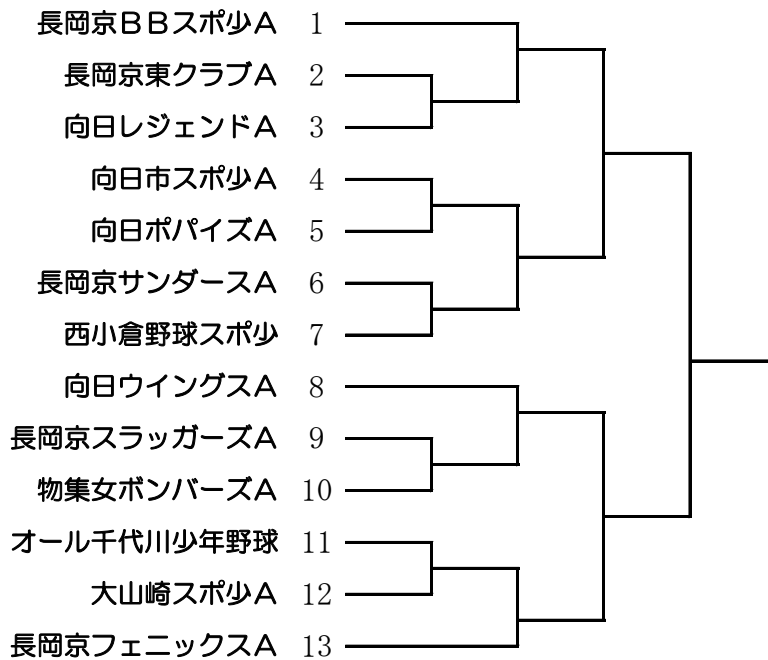 長岡京BBスポ少A 1
長岡京東クラブA 2
向日レジェンドA 3
向日市スポ少A 4
向日ポパイズA 5
長岡京サンダースA 6
西小倉野球スポ少 7
向日ウイングスA 8
長岡京スラッガーズA 9
物集女ボンバーズA 10
オール千代川少年野球 11
大山崎スポ少A 12
長岡京フェニックスA 13